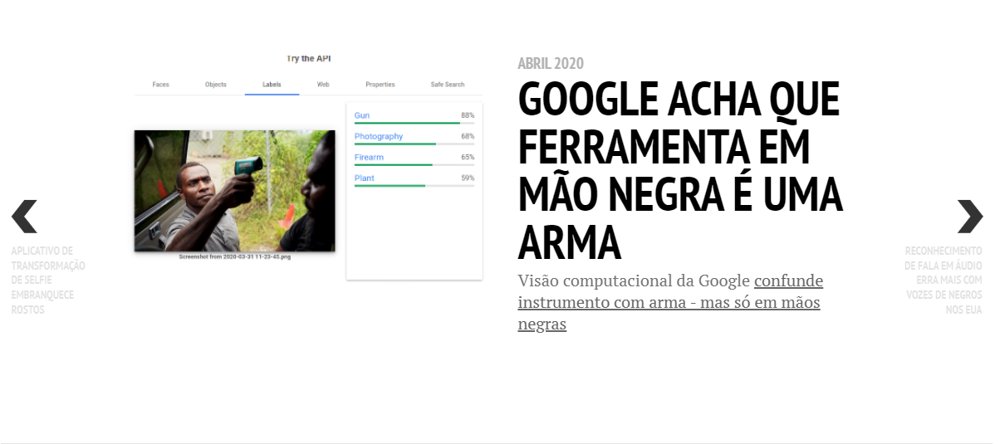 Try the API
Faces Objects Labels Web Properties Safe Search
Gun 88%
Photography 68%
Firearm 65%
Plant 59%
Screenshot from 2020-03-31 11-23-45.png
ABRIL 2020
GOOGLE ACHA QUE
FERRAMENTA EM
MÃO NEGRA É UMA
ARMA
Visão computacional da Google confunde
instrumento com arma - mas só em mãos
negras
APLICATIVO DE
TRANSFORMAÇÃO
DE SELFIE
EMBRANQUECE
ROSTOS
RECONHECIMENTO
DE FALA EM ÁUDIO
ERRA MAIS COM
VOZES DE NEGROS
NOS EUA